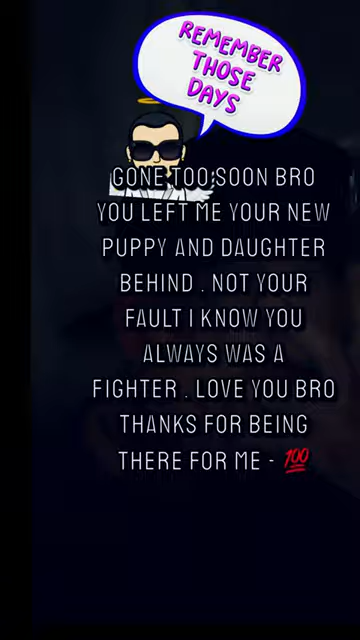 REMEMBER
THOSE
DAYS
GONE TOO SOON BRO
YOU LEFT ME YOUR NEW
PUPPY AND DAUGHTER
BEHIND . NOT YOUR
FAULT I KNOW YOU
ALWAYS WAS A
FIGHTER . LOVE YOU BRO
THANKS FOR BEING
THERE FOR ME - 💯